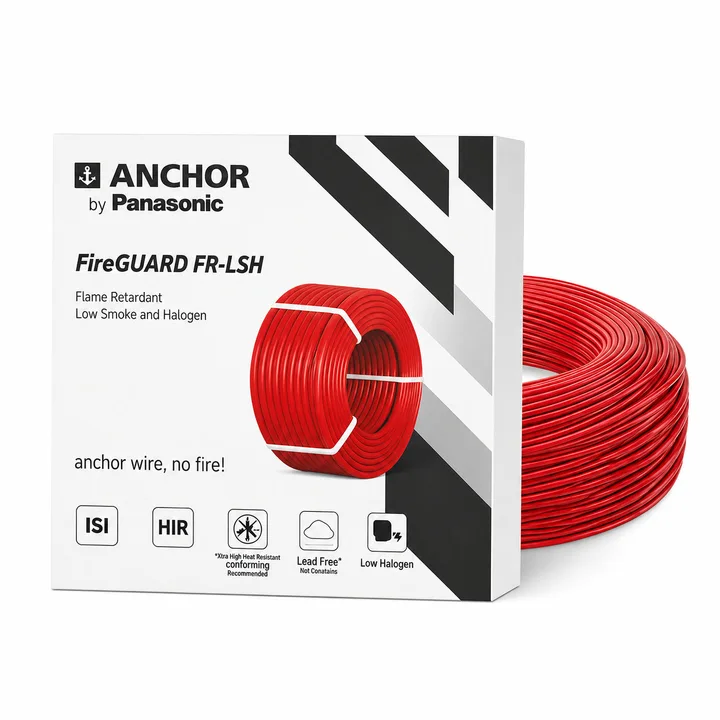 ANCHOR
by Panasonic
FireGUARD FR-LSH
Flame Retardant
Low Smoke and Halogen
anchor wire, no fire!
ISI
HIR
*Xtra High Heat Resistant
conforming
Recommended
Lead Free*
Not Conatains
Low Halogen